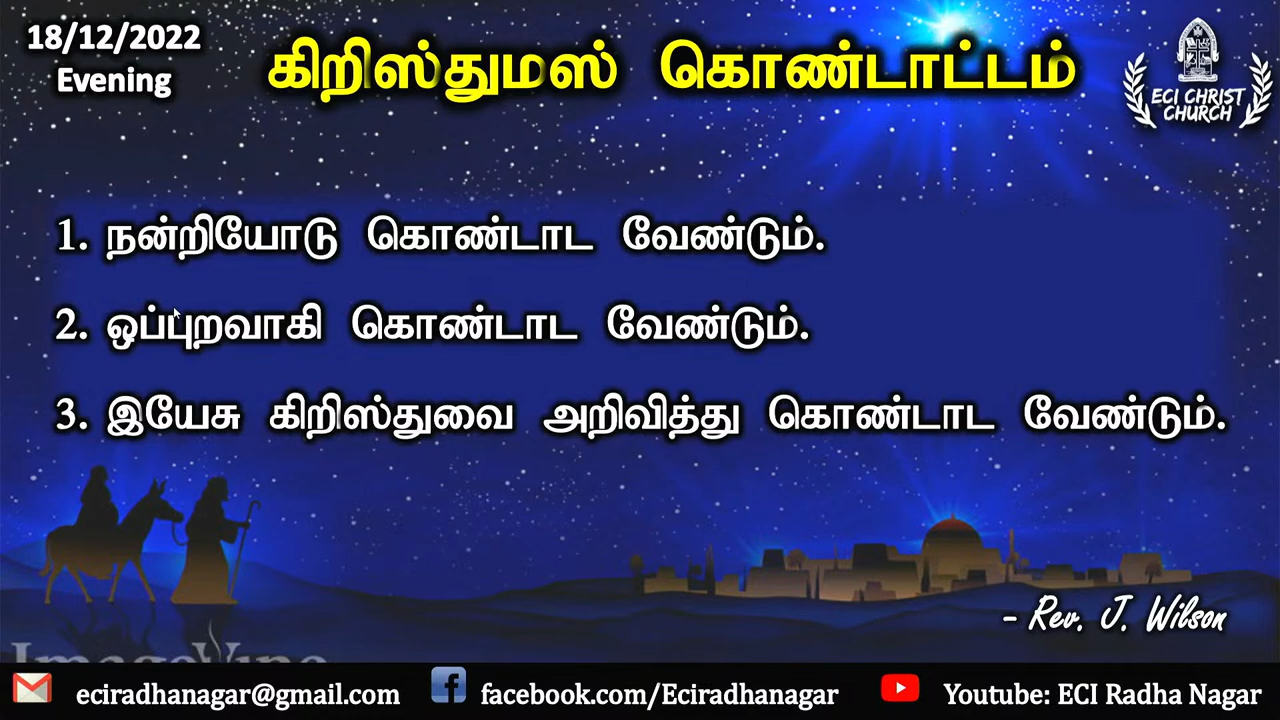 18/12/2022
Evening
கிறிஸ்துமஸ் கொண்டாட்டம்
ECI CHRIST
CHURCH
1. நன்றியோடு கொண்டாட வேண்டும்.
2. ஒப்புறவாகி கொண்டாட வேண்டும்.
3. இயேசு கிறிஸ்துவை அறிவித்து கொண்டாட வேண்டும்.
- Rev. J. Wilson
ImageVine
eciradhanagar@gmail.com
facebook.com/Eciradhanagar
Youtube: ECI Radha Nagar